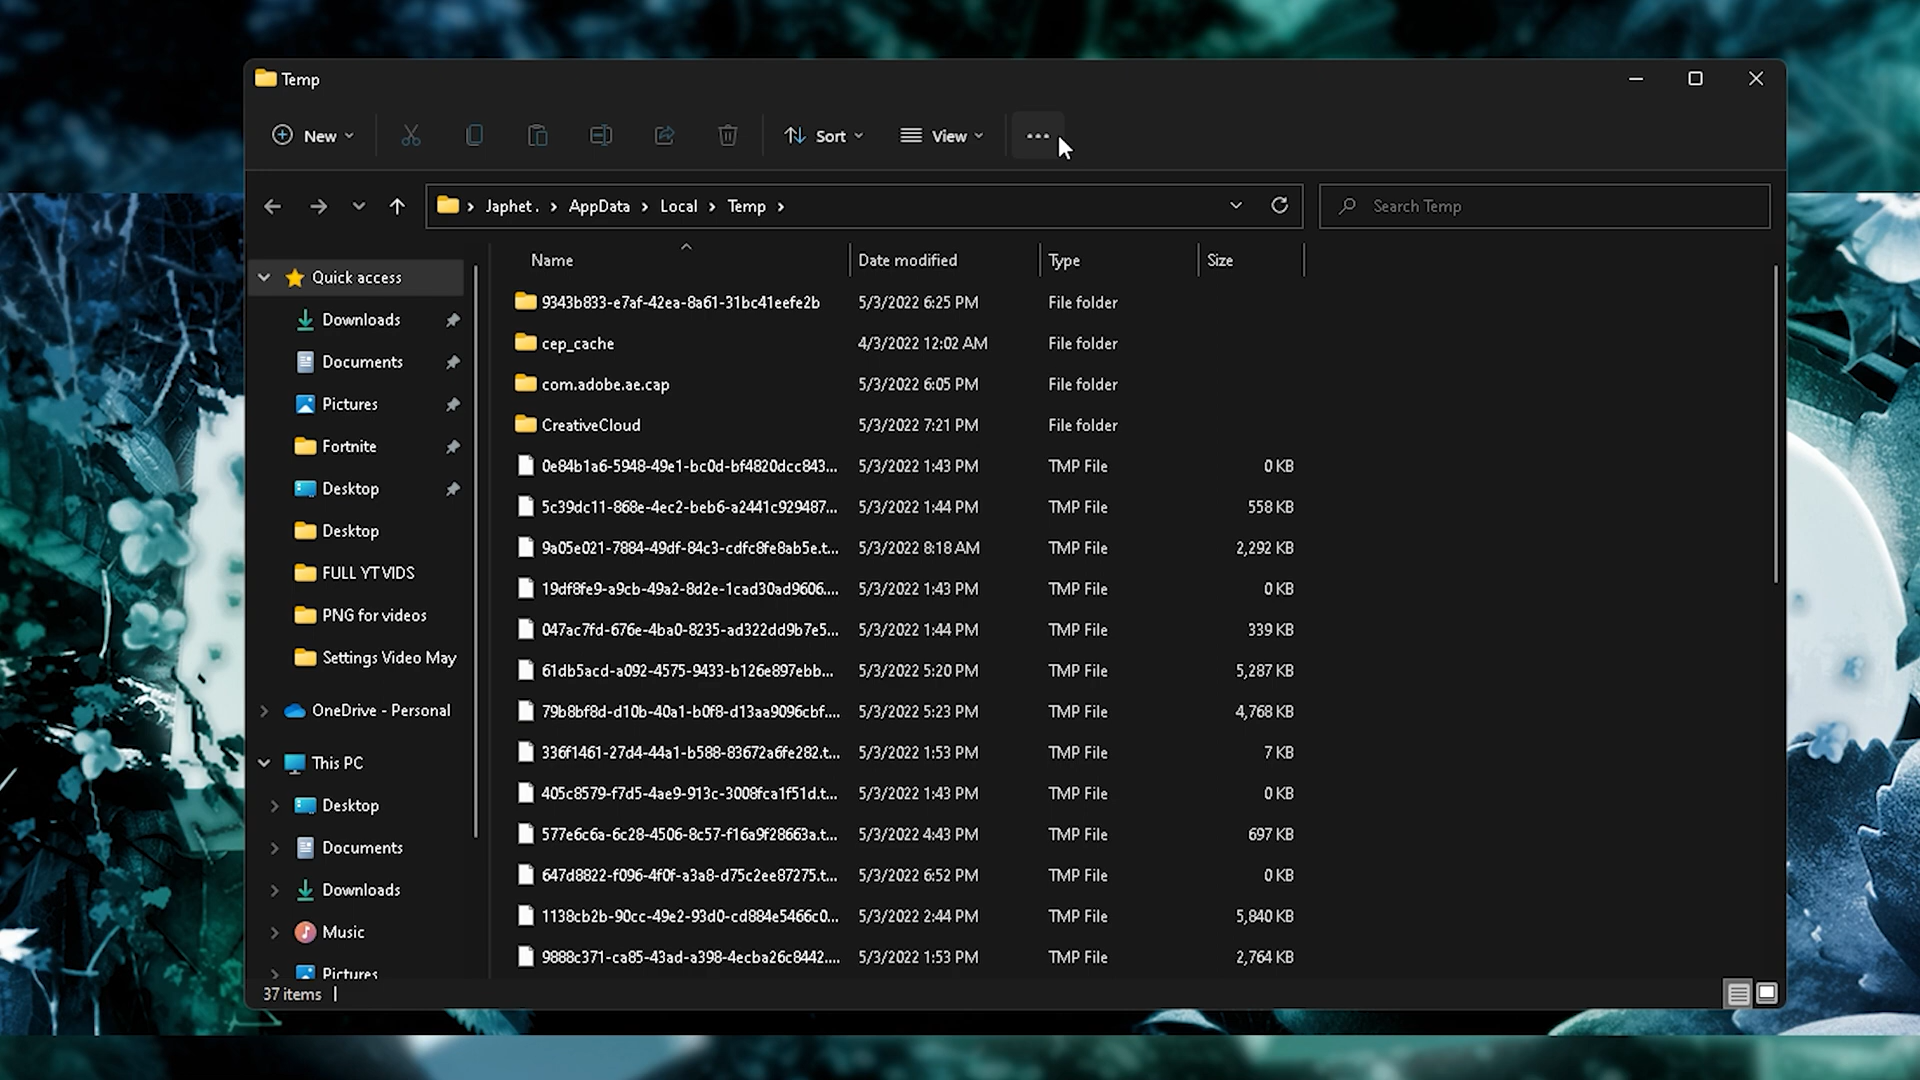 Temp
New
Sort
View
Japhet . > AppData > Local > Temp >
Search Temp
Name Date modified Type Size
Quick access
Downloads
Documents
Pictures
Fortnite
Desktop
Desktop
FULL YT VIDS
PNG for videos
Settings Video May
OneDrive - Personal
This PC
Desktop
Documents
Downloads
Music
Pictures
9343b833-e7af-42ea-8a61-31bc41eefe2b 5/3/2022 6:25 PM File folder
cep_cache 4/3/2022 12:02 AM File folder
com.adobe.ae.cap 5/3/2022 6:05 PM File folder
CreativeCloud 5/3/2022 7:21 PM File folder
0e84b1a6-5948-49e1-bc0d-bf4820dcc843... 5/3/2022 1:43 PM TMP File 0 KB
5c39dc11-868e-4ec2-beb6-a2441c929487... 5/3/2022 1:44 PM TMP File 558 KB
9a05e021-7884-49df-84c3-cdfc8fe8ab5e.t... 5/3/2022 8:18 AM TMP File 2,292 KB
19df8fe9-a9cb-49a2-8d2e-1cad30ad9606.... 5/3/2022 1:43 PM TMP File 0 KB
047ac7fd-676e-4ba0-8235-ad322dd9b7e5... 5/3/2022 1:44 PM TMP File 339 KB
61db5acd-a092-4575-9433-b126e897ebb... 5/3/2022 5:20 PM TMP File 5,287 KB
79b8bf8d-d10b-40a1-b0f8-d13aa9096cbf.... 5/3/2022 5:23 PM TMP File 4,768 KB
336f1461-27d4-44a1-b588-83672a6fe282.t... 5/3/2022 1:53 PM TMP File 7 KB
405c8579-f7d5-4ae9-913c-3008fca1f51d.t... 5/3/2022 1:43 PM TMP File 0 KB
577e6c6a-6c28-4506-8c57-f16a9f28663a.t... 5/3/2022 4:43 PM TMP File 697 KB
647d8822-f096-4f0f-a3a8-d75c2ee87275.t... 5/3/2022 6:52 PM TMP File 0 KB
1138cb2b-90cc-49e2-93d0-cd884e5466c0... 5/3/2022 2:44 PM TMP File 5,840 KB
9888c371-ca85-43ad-a398-4ecba26c8442.... 5/3/2022 1:53 PM TMP File 2,764 KB
37 items